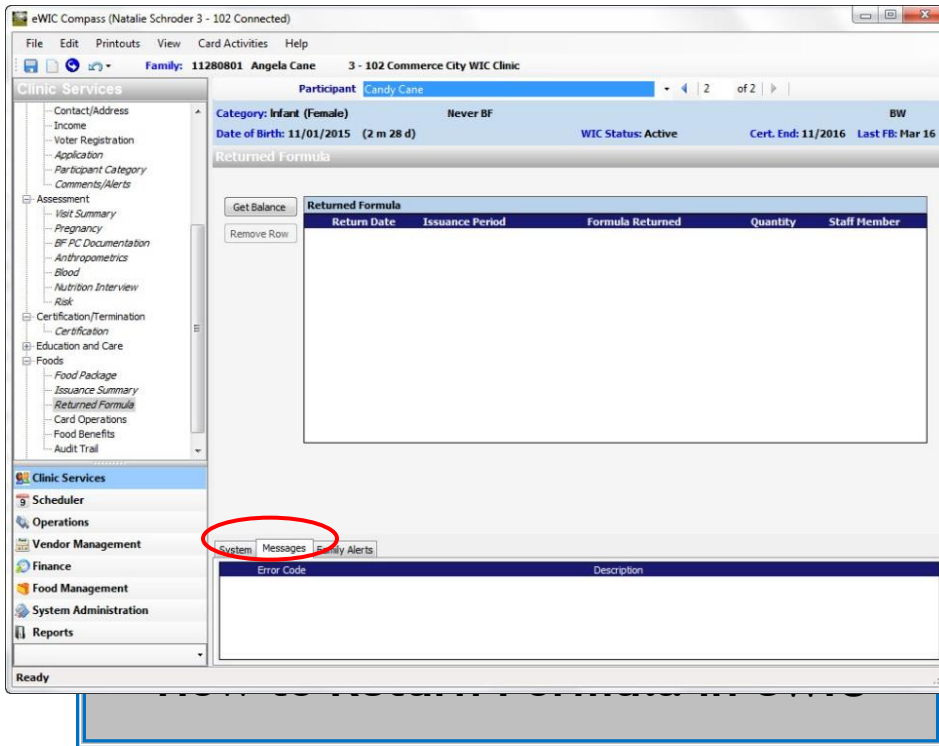 eWIC Compass (Natalie Schroder 3 - 102 Connected)
File Edit Printouts View Card Activities Help
Family: 11280801 Angela Cane 3 - 102 Commerce City WIC Clinic
Clinic Services
Participant Candy Cane 2 of 2
Contact/Address
Income
Voter Registration
Application
Participant Category
Comments/Alerts
Assessment
Visit Summary
Pregnancy
BF PC Documentation
Anthropometrics
Blood
Nutrition Interview
Risk
Certification/Termination
Certification
Education and Care
Foods
Food Package
Issuance Summary
Returned Formula
Card Operations
Food Benefits
Audit Trail
Clinic Services
9 Scheduler
Operations
Vendor Management
Finance
Food Management
System Administration
Reports
Category: Infant (Female) Never BF BW
Date of Birth: 11/01/2015 (2 m 28 d) WIC Status: Active Cert. End: 11/2016 Last FB: Mar 16
Returned Formula
Get Balance
Remove Row
Returned Formula
Return Date Issuance Period Formula Returned Quantity Staff Member
System Messages Family Alerts
Error Code Description
Ready
How to Return Formula in eWIC